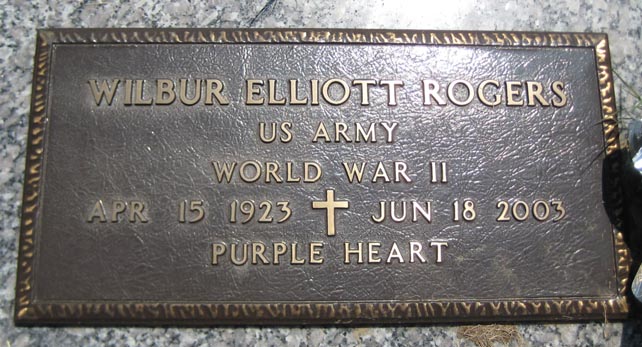 WILBUR ELLIOTT ROGERS
US ARMY
WORLD WAR II
APR 15 1923 JUN 18 2003
PURPLE HEART